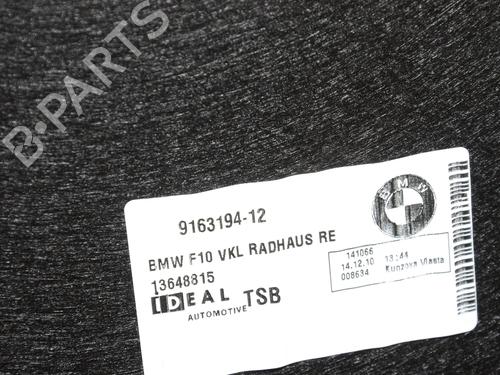 B-PARTS
9163194-12
BMW
BMW F10 VKL RADHAUS RE
13648815
141066
14.12.10 13:44
008634 Kunzova Vlasta
IDEAL TSB
AUTOMOTIVE